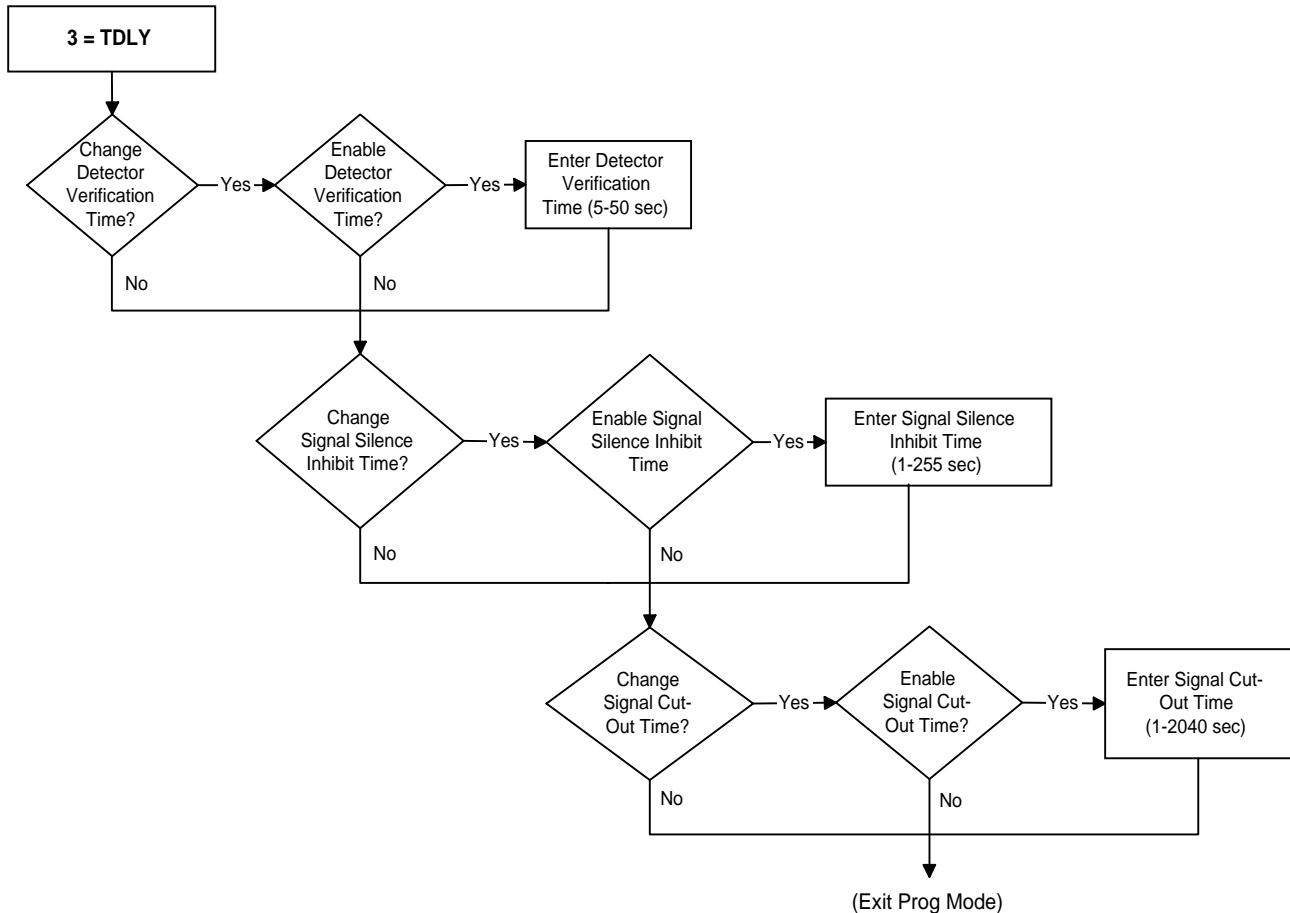 3 = TDLY
Change
Detector
Verification
Time?
Yes
Enable
Detector
Verification
Time?
Yes
Enter Detector
Verification
Time (5-50 sec)
No
No
Change
Signal Silence
Inhibit Time?
Yes
Enable Signal
Silence Inhibit
Time
Yes
Enter Signal Silence
Inhibit Time
(1-255 sec)
No
No
Change
Signal Cut-
Out Time?
Yes
Enable
Signal Cut-
Out Time?
Yes
Enter Signal Cut-
Out Time
(1-2040 sec)
No
No
(Exit Prog Mode)